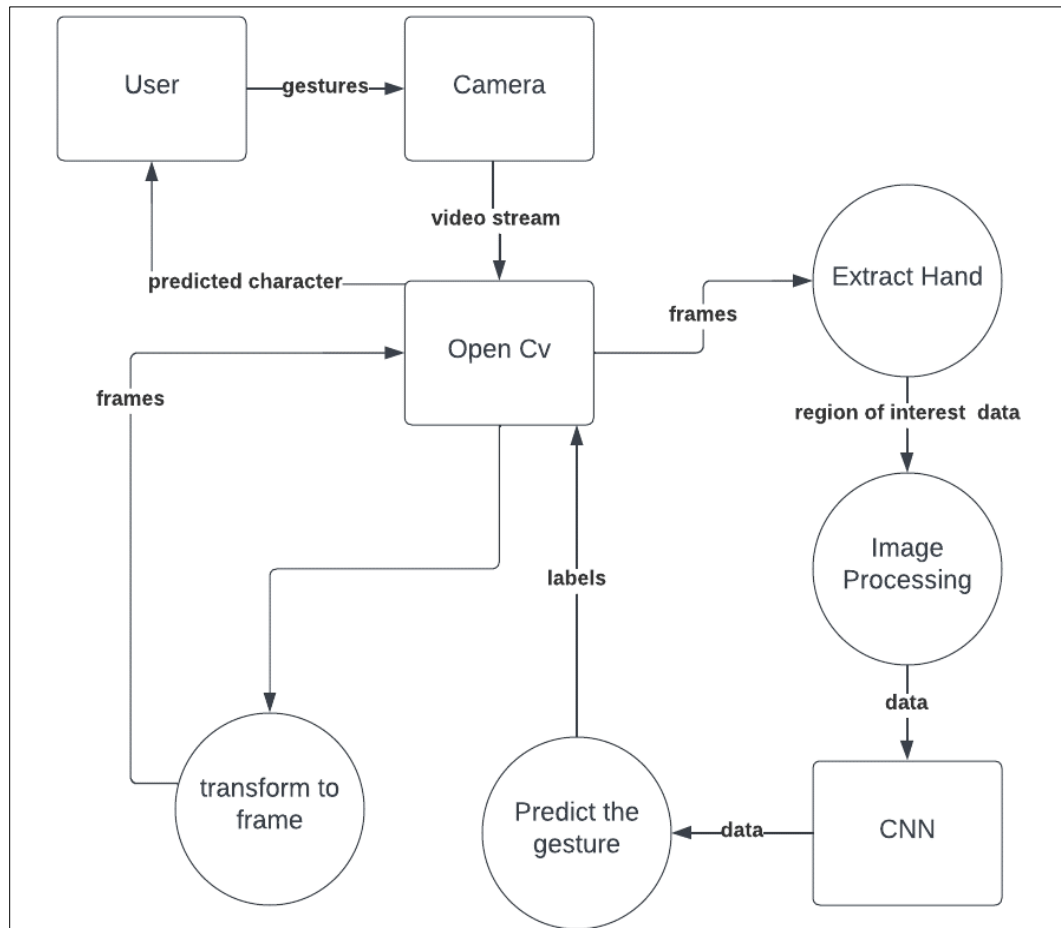 User
gestures
Camera
video stream
predicted character
Open Cv
frames
Extract Hand
frames
region of interest  data
Image
Processing
labels
data
transform to
frame
Predict the
gesture
data
CNN